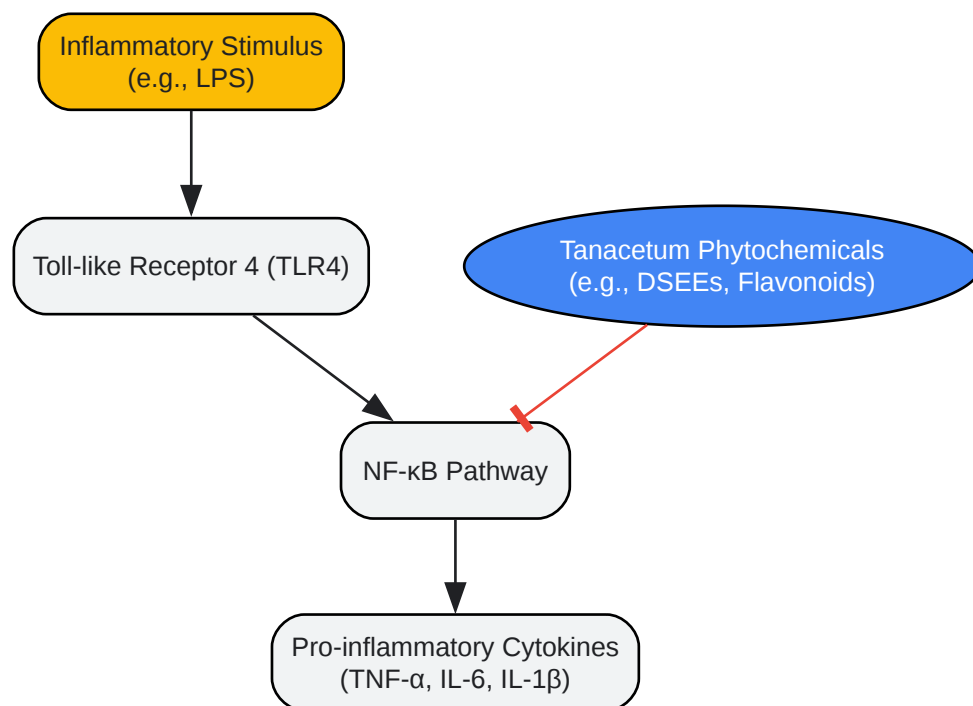 Inflammatory Stimulus
(e.g., LPS)
Toll-like Receptor 4 (TLR4)
Tanacetum Phytochemicals
(e.g., DSEEs, Flavonoids)
NF-κB Pathway
Pro-inflammatory Cytokines
(TNF-α, IL-6, IL-1β)